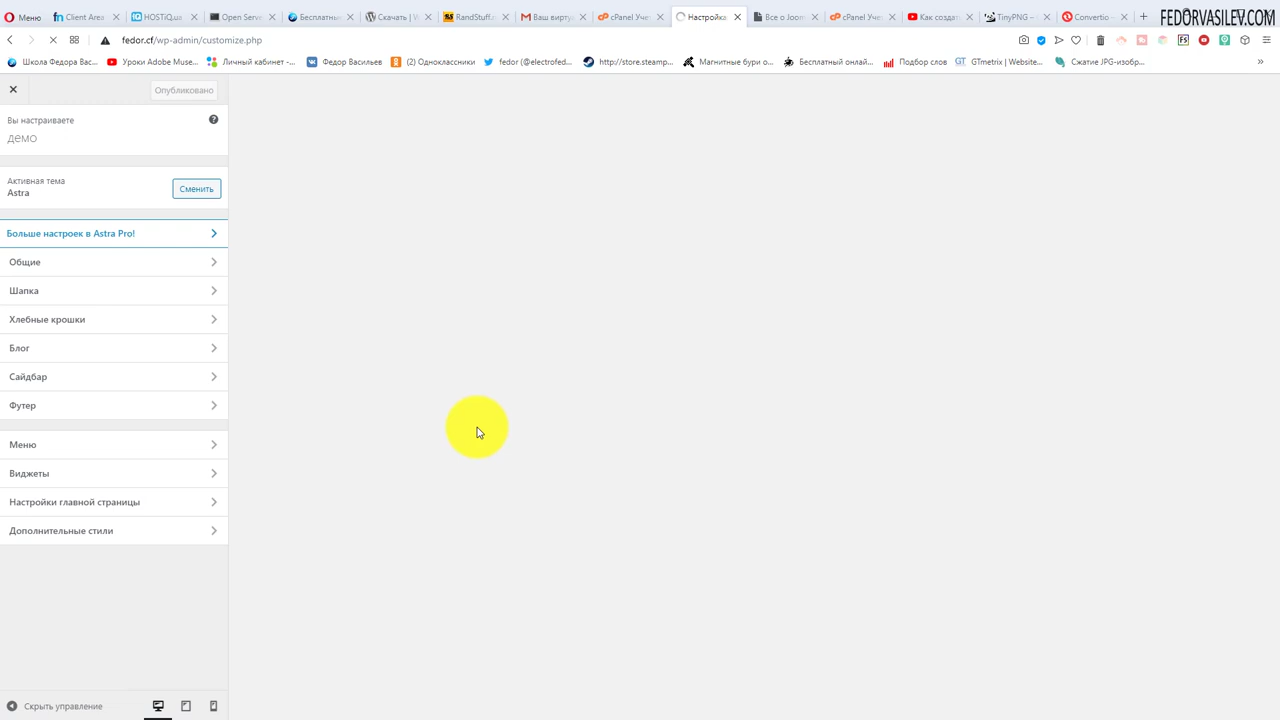 Меню
Client Area
HOSTiQ.ua
Open Serve
Бесплатны
Скачать | W
RandStuff.r
Ваш вирту
cPanel Уче
Настройка
Все о Joom
cPanel Уче
Как создат
TinyPNG –
Convertio –
FEDORVASILEV.COM
fedor.cf/wp-admin/customize.php
Школа Федора Вас...
Уроки Adobe Muse...
Личный кабинет -...
Федор Васильев
(2) Одноклассники
fedor (@electrofed...
http://store.steamp...
Магнитные бури о...
Бесплатный онлай...
Подбор слов
GTmetrix | Website...
Сжатие JPG-изобр...
Опубликовано
Вы настраиваете
демо
Активная тема
Astra
Сменить
Больше настроек в Astra Pro!
Общие
Шапка
Хлебные крошки
Блог
Сайдбар
Футер
Меню
Виджеты
Настройки главной страницы
Дополнительные стили
Скрыть управление